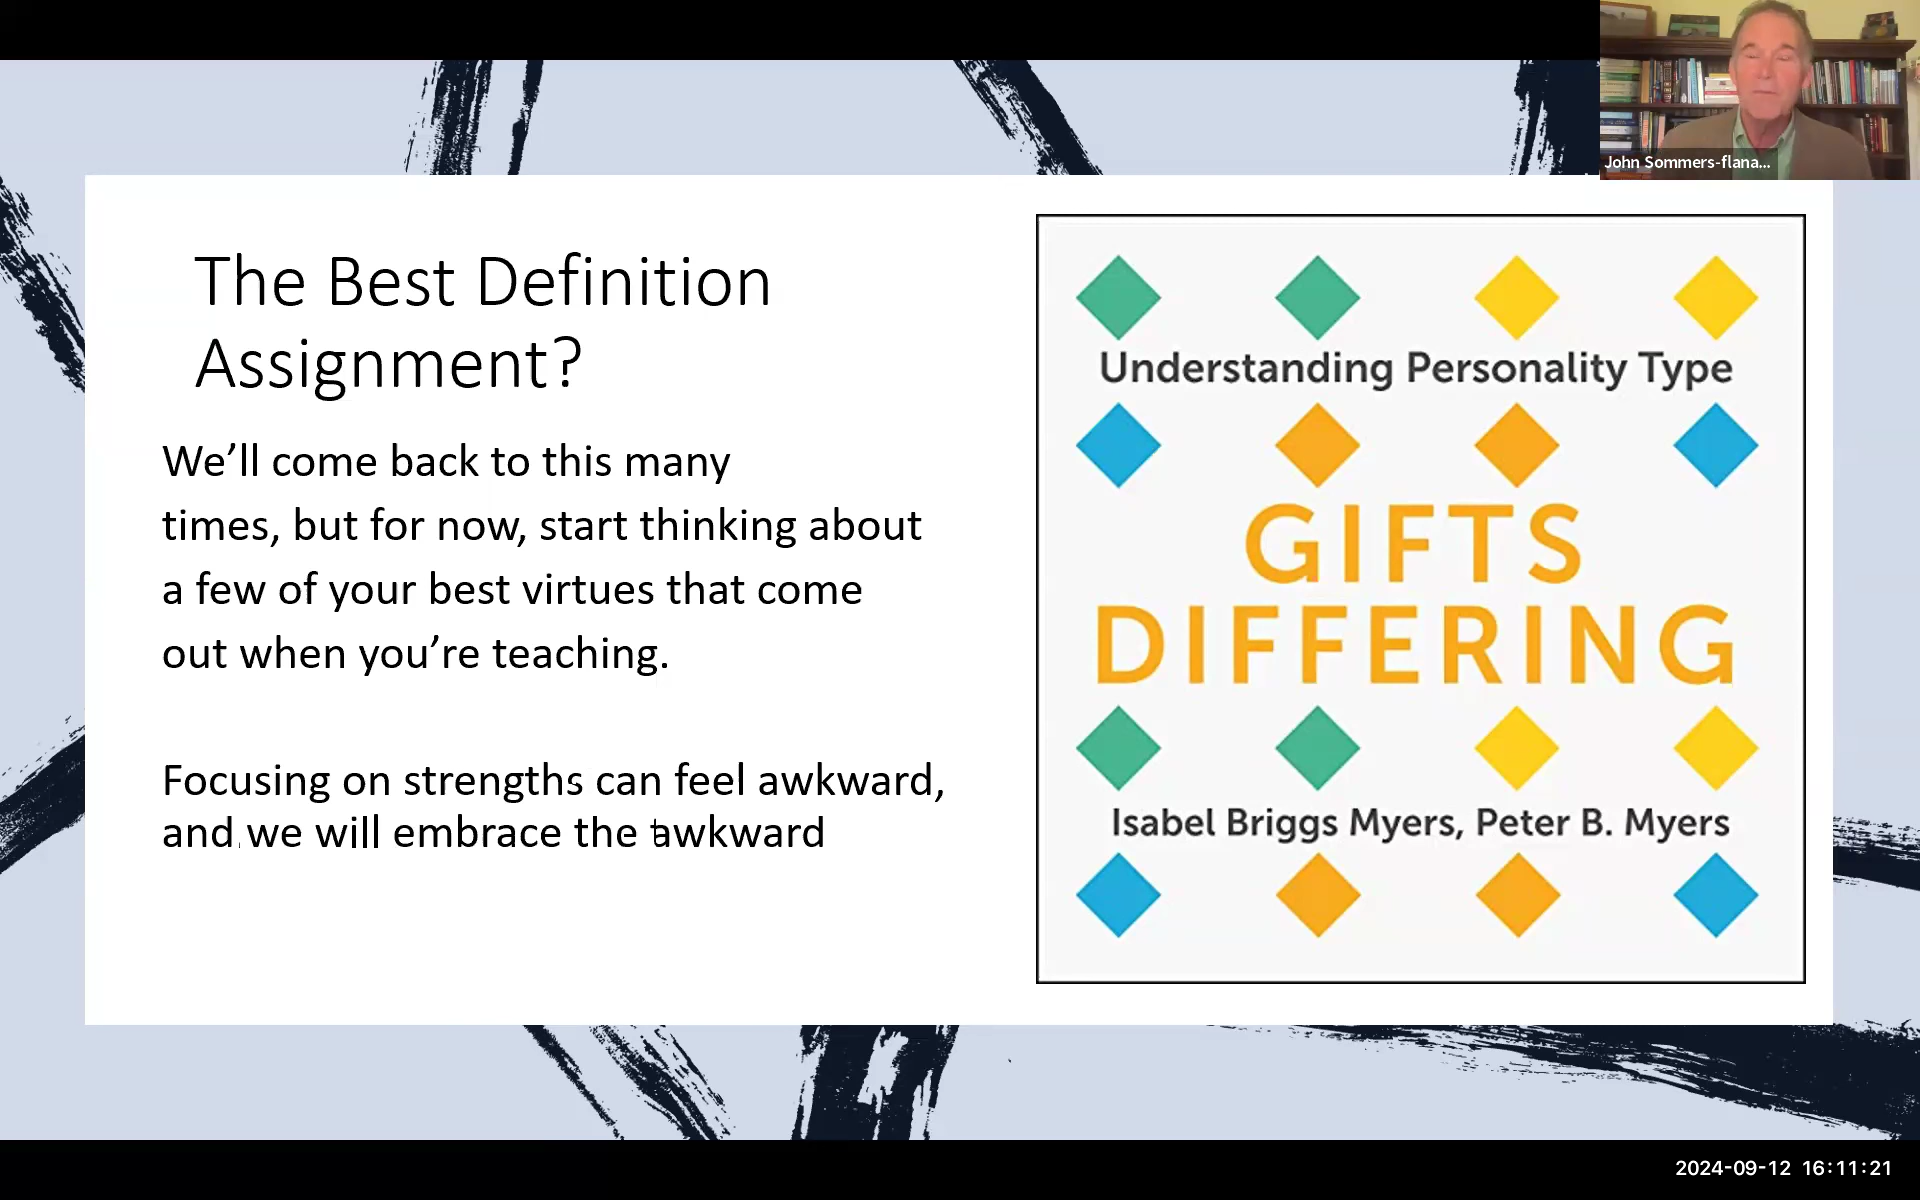 John Sommers-flana...
The Best Definition
Assignment?
We’ll come back to this many
times, but for now, start thinking about
a few of your best virtues that come
out when you’re teaching.
Focusing on strengths can feel awkward,
and we will embrace the awkward
Understanding Personality Type
GIFTS
DIFFERING
Isabel Briggs Myers, Peter B. Myers
2024-09-12 16:11:21